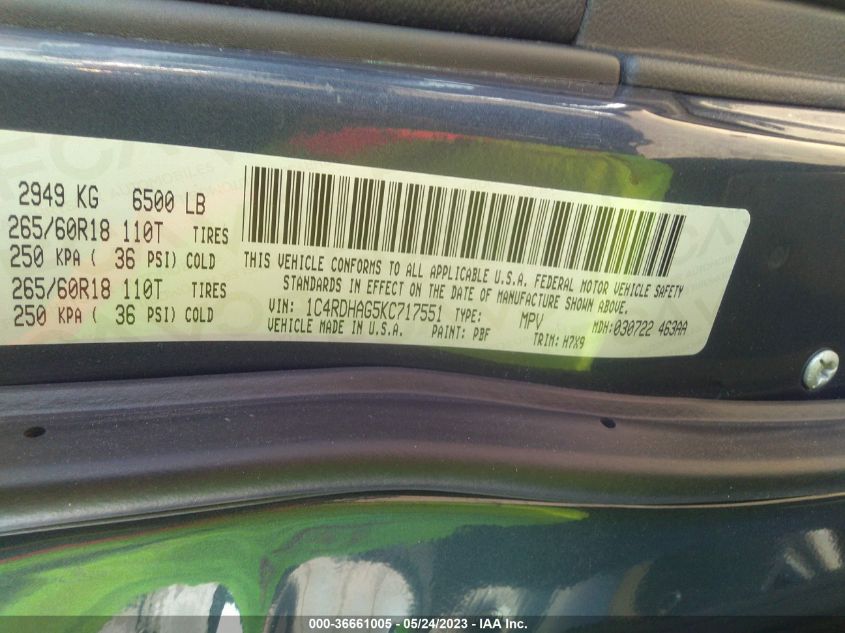 2949 KG 6500 LB
265/60R18 110T TIRES
250 KPA ( 36 PSI) COLD
265/60R18 110T TIRES
250 KPA ( 36 PSI) COLD
THIS VEHICLE CONFORMS TO ALL APPLICABLE U.S.A. FEDERAL MOTOR VEHICLE SAFETY
STANDARDS IN EFFECT ON THE DATE OF MANUFACTURE SHOWN ABOVE.
VIN: 1C4RDHAG5KC717551 TYPE: MPV MDH: 030722 463AA
VEHICLE MADE IN U.S.A. PAINT: PBF TRIM: H7X9
000-36661005 / 05/24/2023 / IAA Inc.